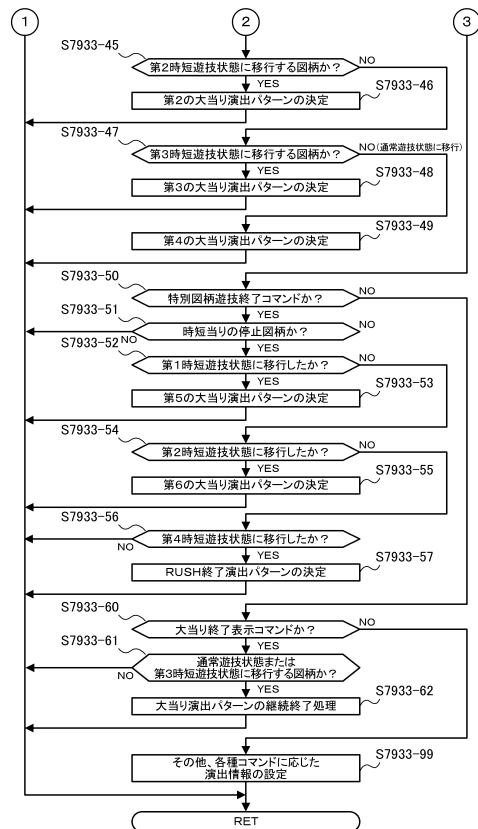 1
2
3
S7933-45
第2時短遊技状態に移行する図柄か?
NO
YES
S7933-46
第2の大当り演出パターンの決定
S7933-47
第3時短遊技状態に移行する図柄か?
NO(通常遊技状態に移行)
YES
S7933-48
第3の大当り演出パターンの決定
S7933-49
第4の大当り演出パターンの決定
S7933-50
特別図柄遊技終了コマンドか?
NO
YES
S7933-51
時短当りの停止図柄か?
NO
NO
YES
S7933-52
第1時短遊技状態に移行したか?
NO
YES
S7933-53
第5の大当り演出パターンの決定
S7933-54
第2時短遊技状態に移行したか?
NO
YES
S7933-55
第6の大当り演出パターンの決定
S7933-56
第4時短遊技状態に移行したか?
NO
YES
S7933-57
RUSH終了演出パターンの決定
S7933-60
大当り終了表示コマンドか?
NO
YES
S7933-61
通常遊技状態または
第3時短遊技状態に移行する図柄か?
NO
YES
S7933-62
大当り演出パターンの継続終了処理
S7933-99
その他、各種コマンドに応じた
演出情報の設定
RET